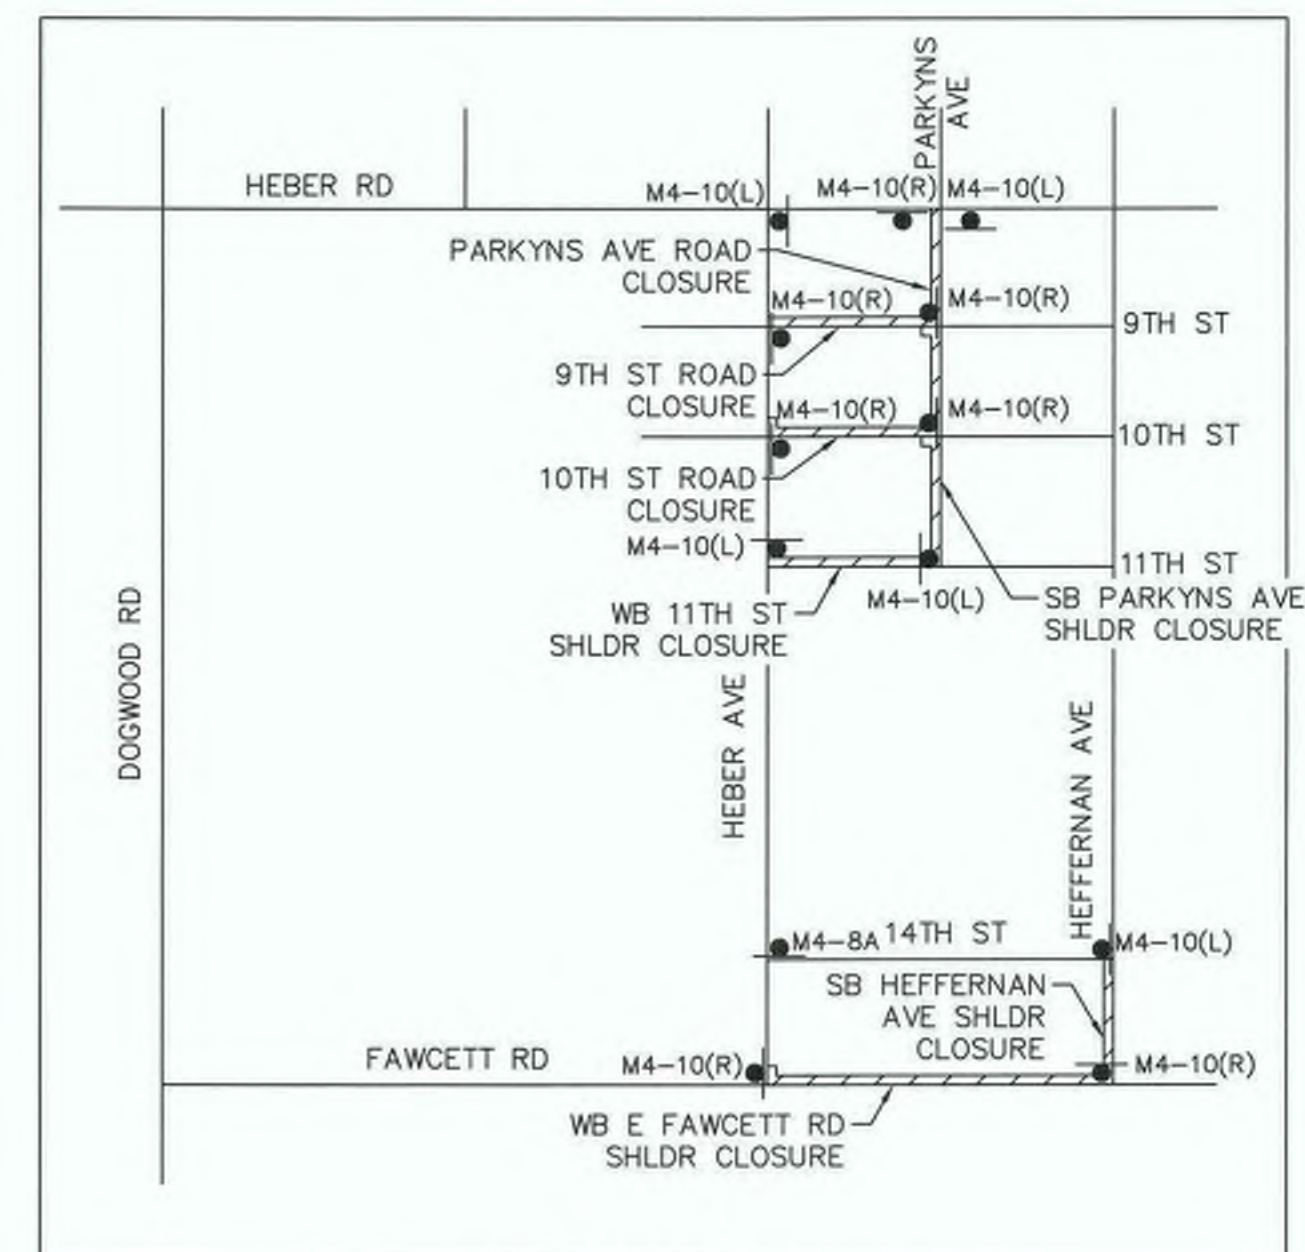 PARKYNS
AVE
HEBER RD
M4-10(L)
M4-10(R)
M4-10(L)
PARKYNS AVE ROAD
CLOSURE
M4-10(R)
M4-10(R)
9TH ST
9TH ST ROAD
CLOSURE
M4-10(R)
M4-10(R)
10TH ST
10TH ST ROAD
CLOSURE
M4-10(L)
11TH ST
M4-10(L)
WB 11TH ST
SHLDR CLOSURE
SB PARKYNS AVE
SHLDR CLOSURE
DOGWOOD RD
HEBER AVE
HEFFERNAN AVE
M4-8A
14TH ST
M4-10(L)
SB HEFFERNAN
AVE SHLDR
CLOSURE
FAWCETT RD
M4-10(R)
M4-10(R)
WB E FAWCETT RD
SHLDR CLOSURE